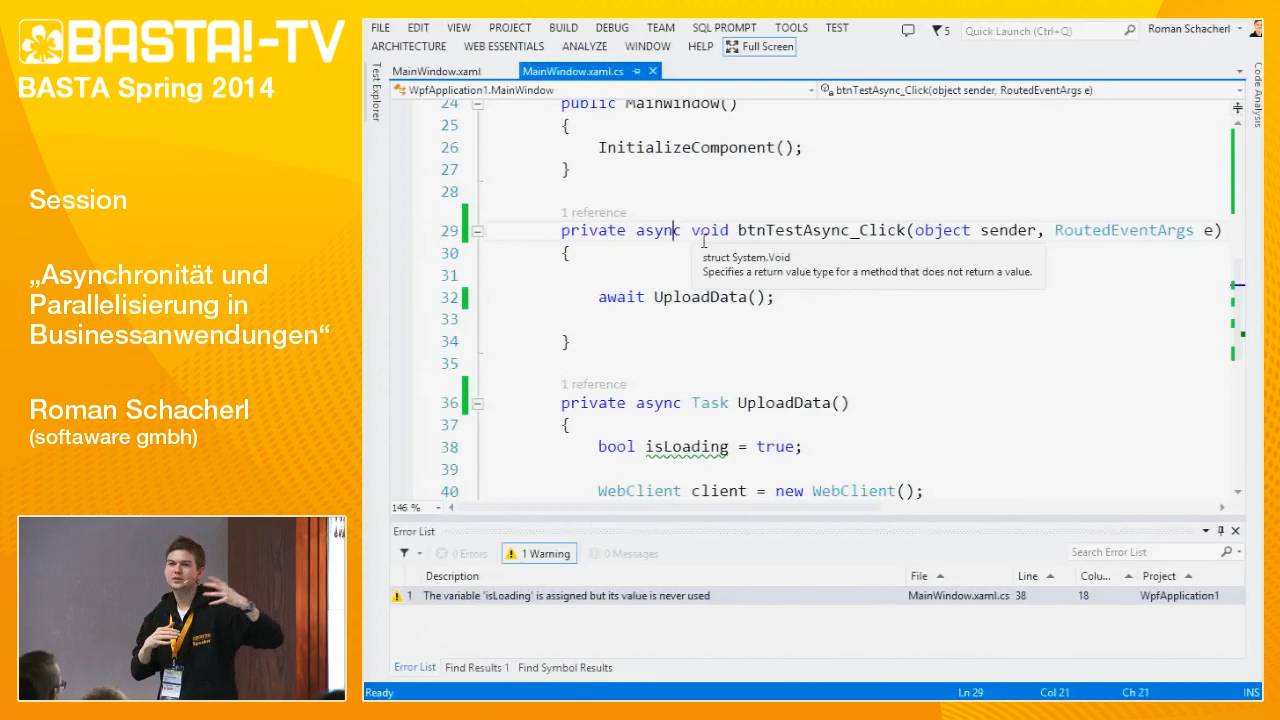 BASTA!-TV
BASTA Spring 2014
Session
„Asynchronität und
Parallelisierung in
Businessanwendungen“
Roman Schacherl
(softaware gmbh)
FILE EDIT VIEW PROJECT BUILD DEBUG TEAM SQL PROMPT TOOLS TEST
5 Quick Launch (Ctrl+Q) Roman Schacherl
ARCHITECTURE WEB ESSENTIALS ANALYZE WINDOW HELP Full Screen
Test Explorer
MainWindow.xaml MainWindow.xaml.cs
Code Analysis
WpfApplication1.MainWindow btnTestAsync_Click(object sender, RoutedEventArgs e)
24 public MainWindow()
25 {
26 InitializeComponent();
27 }
28
1 reference
29 private async void btnTestAsync_Click(object sender, RoutedEventArgs e)
30 {
struct System.Void
Specifies a return value type for a method that does not return a value.
31
32 await UploadData();
33
34 }
35
1 reference
36 private async Task UploadData()
37 {
38 bool isLoading = true;
39
40 WebClient client = new WebClient();
146 %
Error List
0 Errors 1 Warning 0 Messages Search Error List
Description File Line Colu... Project
1 The variable 'isLoading' is assigned but its value is never used MainWindow.xaml.cs 38 18 WpfApplication1
Error List Find Results 1 Find Symbol Results
Ready Ln 29 Col 21 Ch 21 INS
BASTA!
Speaker